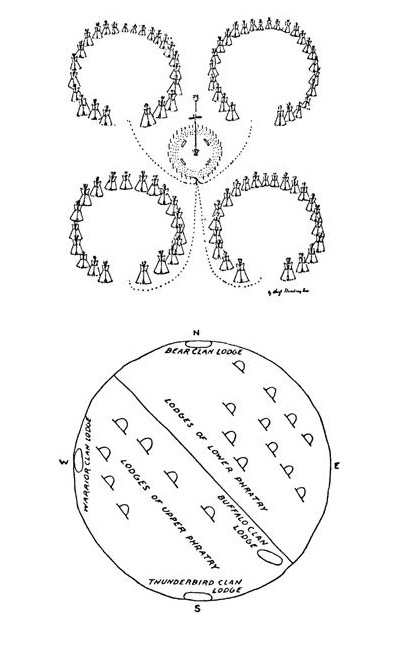 N
BEAR CLAN LODGE
LODGES OF LOWER PHRATRY
W
WARRIOR CLAN LODGE
E
LODGES OF UPPER PHRATRY
BUFFALO CLAN
LODGE
THUNDERBIRD CLAN
LODGE
S